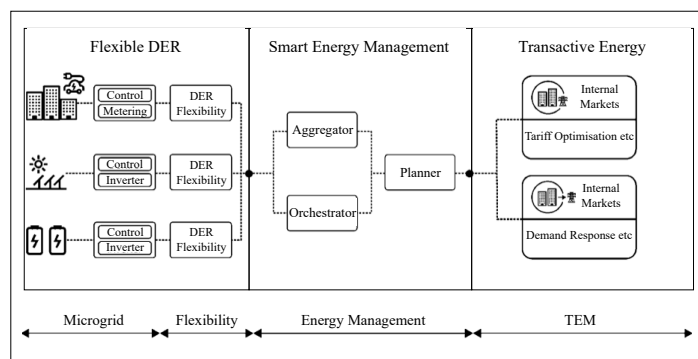 Flexible DER
Smart Energy Management
Transactive Energy
Control
Metering
DER
Flexibility
Control
Inverter
DER
Flexibility
Control
Inverter
DER
Flexibility
Aggregator
Orchestrator
Planner
Internal
Markets
Tariff Optimisation etc
Internal
Markets
Demand Response etc
Microgrid
Flexibility
Energy Management
TEM